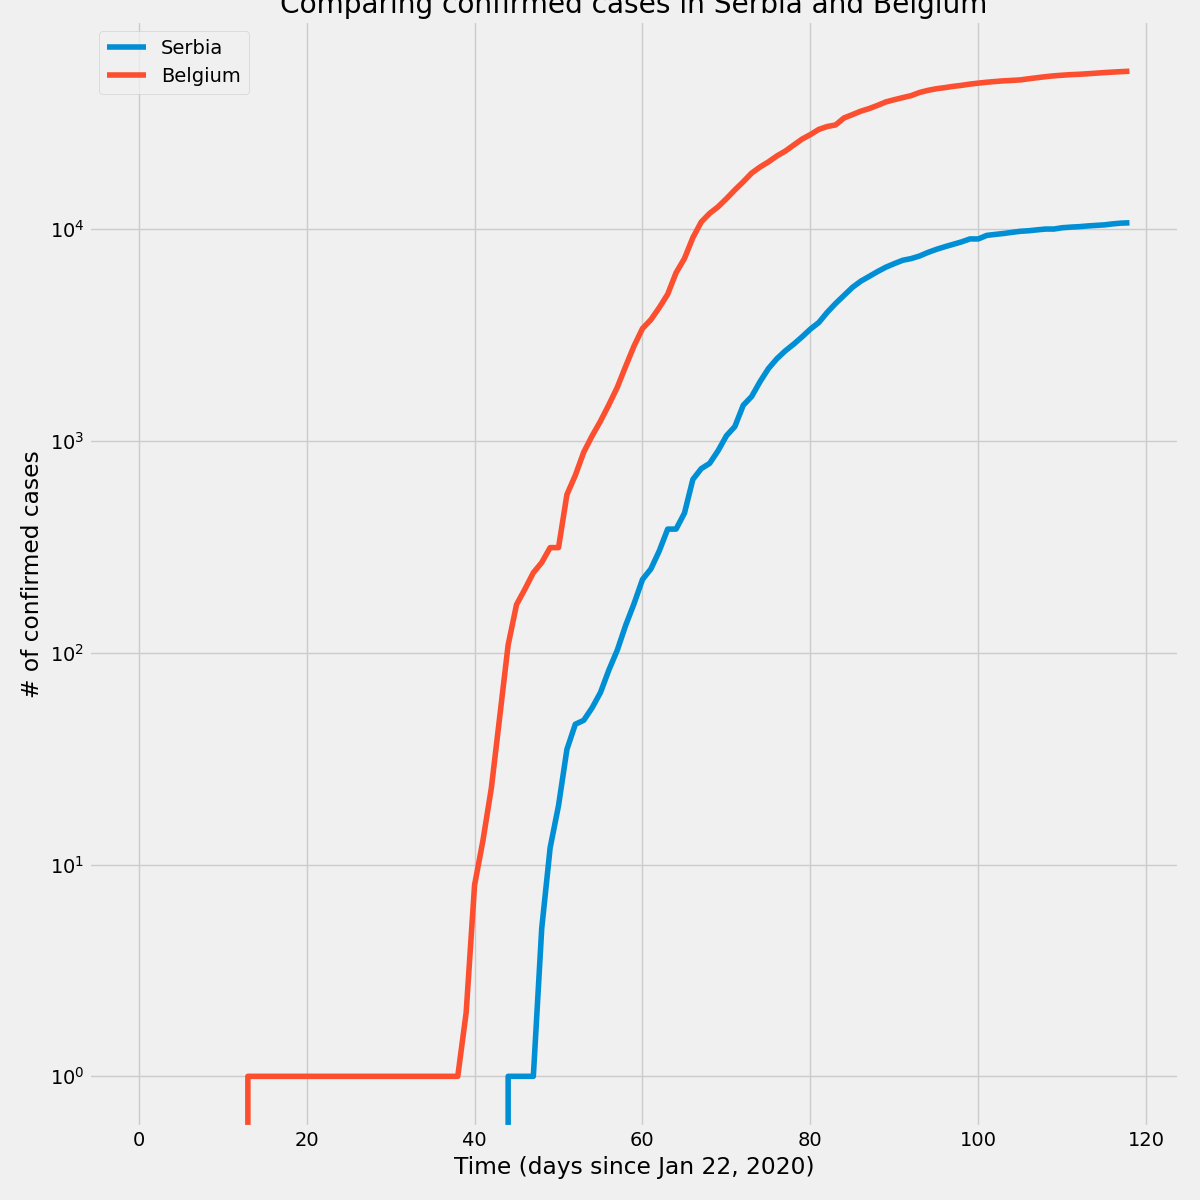 Comparing confirmed cases in Serbia and Belgium
Serbia
Belgium
10⁴
10³
10²
10¹
10⁰
# of confirmed cases
0 20 40 60 80 100 120
Time (days since Jan 22, 2020)